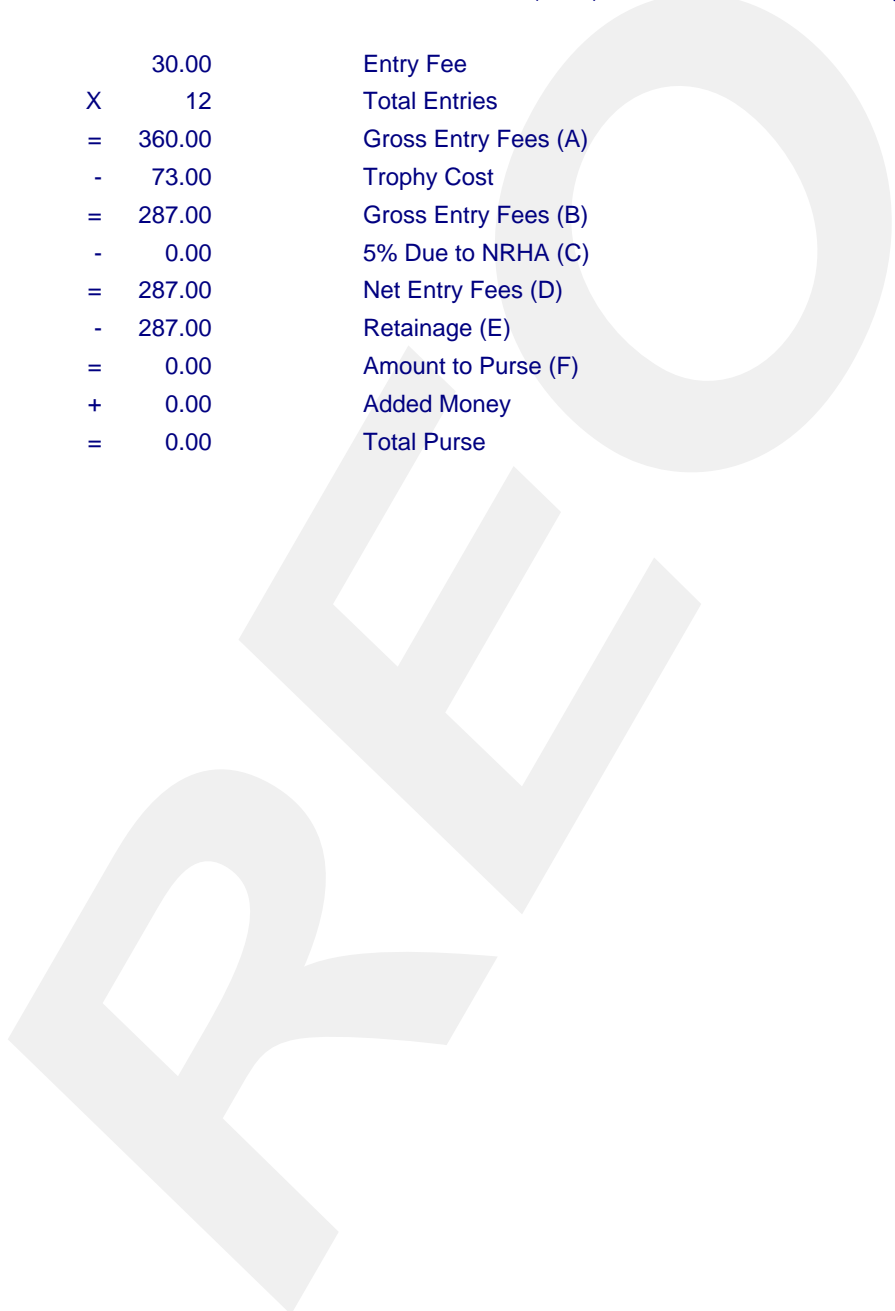 30.00 Entry Fee
X 12 Total Entries
= 360.00 Gross Entry Fees (A)
- 73.00 Trophy Cost
= 287.00 Gross Entry Fees (B)
- 0.00 5% Due to NRHA (C)
= 287.00 Net Entry Fees (D)
- 287.00 Retainage (E)
= 0.00 Amount to Purse (F)
+ 0.00 Added Money
= 0.00 Total Purse
REO